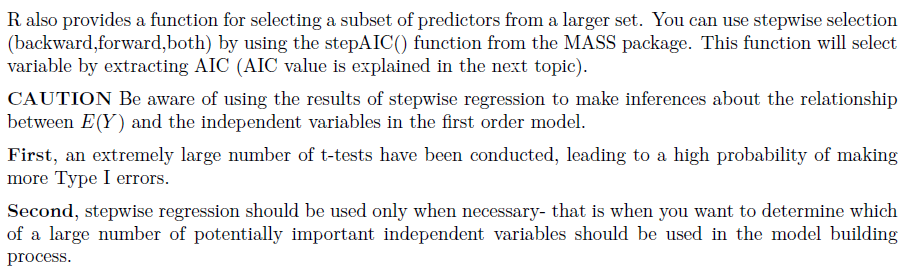 R also provides a function for selecting a subset of predictors from a larger set. You can use stepwise selection
(backward,forward,both) by using the stepAIC() function from the MASS package. This function will select
variable by extracting AIC (AIC value is explained in the next topic).
CAUTION Be aware of using the results of stepwise regression to make inferences about the relationship
between E(Y) and the independent variables in the first order model.
First, an extremely large number of t-tests have been conducted, leading to a high probability of making
more Type I errors.
Second, stepwise regression should be used only when necessary- that is when you want to determine which
of a large number of potentially important independent variables should be used in the model building
process.